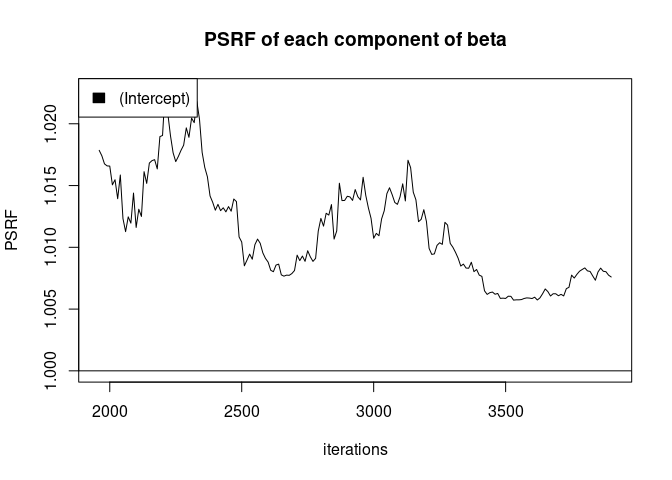 PSRF of each component of beta
(Intercept)
PSRF
1.020
1.015
1.010
1.005
1.000
2000 2500 3000 3500
iterations